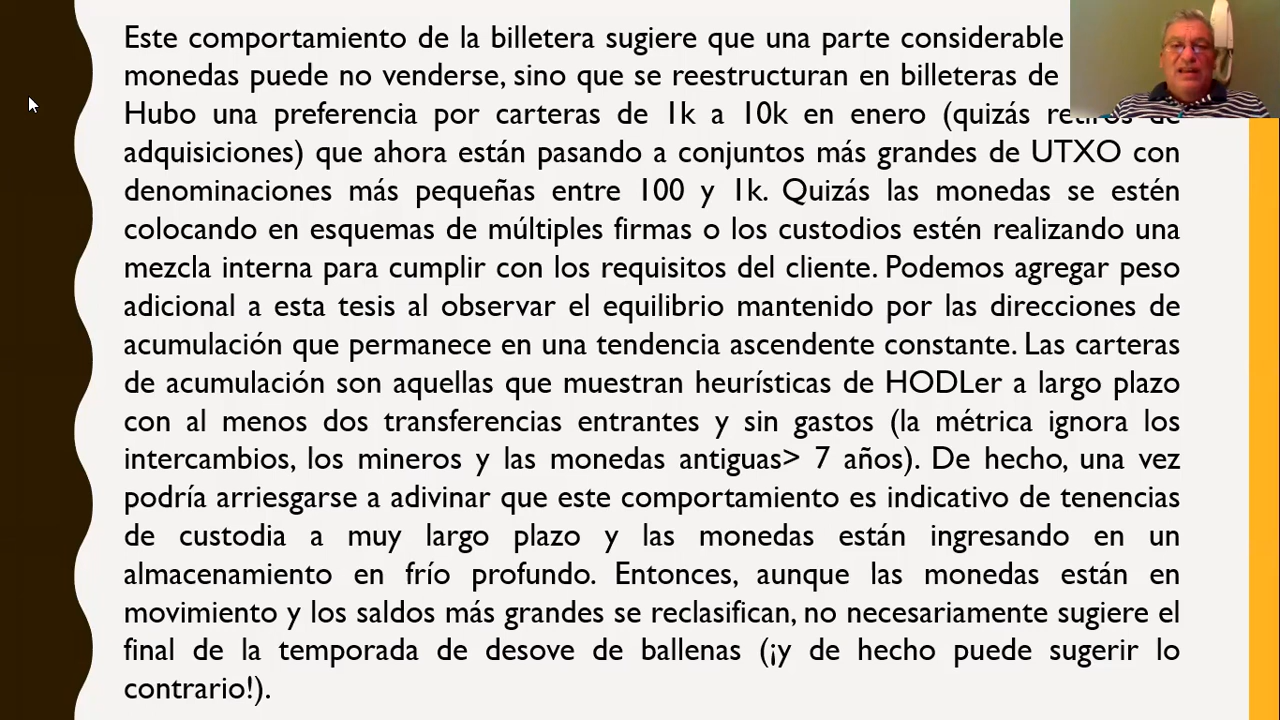 Este comportamiento de la billetera sugiere que una parte considerable
monedas puede no venderse, sino que se reestructuran en billeteras de
Hubo una preferencia por carteras de 1k a 10k en enero (quizás retiros de
adquisiciones) que ahora están pasando a conjuntos más grandes de UTXO con
denominaciones más pequeñas entre 100 y 1k. Quizás las monedas se estén
colocando en esquemas de múltiples firmas o los custodios estén realizando una
mezcla interna para cumplir con los requisitos del cliente. Podemos agregar peso
adicional a esta tesis al observar el equilibrio mantenido por las direcciones de
acumulación que permanece en una tendencia ascendente constante. Las carteras
de acumulación son aquellas que muestran heurísticas de HODLer a largo plazo
con al menos dos transferencias entrantes y sin gastos (la métrica ignora los
intercambios, los mineros y las monedas antiguas> 7 años). De hecho, una vez
podría arriesgarse a adivinar que este comportamiento es indicativo de tenencias
de custodia a muy largo plazo y las monedas están ingresando en un
almacenamiento en frío profundo. Entonces, aunque las monedas están en
movimiento y los saldos más grandes se reclasifican, no necesariamente sugiere el
final de la temporada de desove de ballenas (¡y de hecho puede sugerir lo
contrario!).